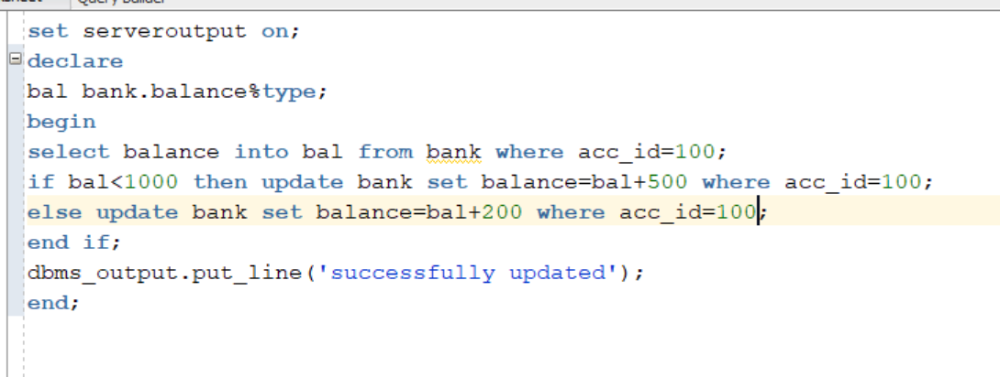 Query Builder
set serveroutput on;
declare
bal bank.balance%type;
begin
select balance into bal from bank where acc_id=100;
if bal<1000 then update bank set balance=bal+500 where acc_id=100;
else update bank set balance=bal+200 where acc_id=100;
end if;
dbms_output.put_line('successfully updated');
end;